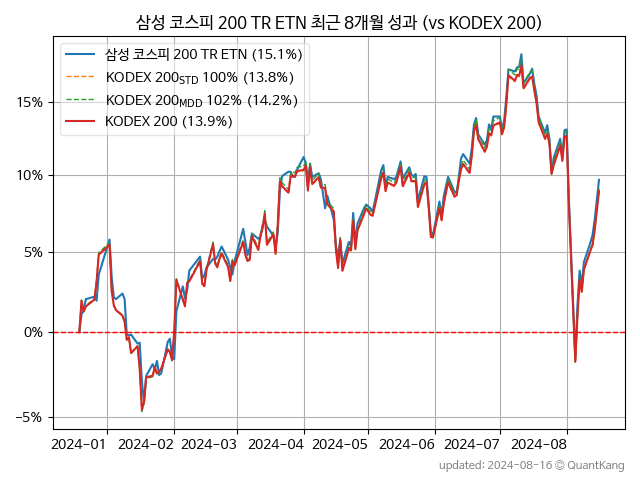 삼성 코스피 200 TR ETN 최근 8개월 성과 (vs KODEX 200)
삼성 코스피 200 TR ETN (15.1%)
KODEX 200STD 100% (13.8%)
KODEX 200MDD 102% (14.2%)
KODEX 200 (13.9%)
15%
10%
5%
0%
−5%
2024−01 2024−02 2024−03 2024−04 2024−05 2024−06 2024−07 2024−08
updated: 2024-08-16 © QuantKang